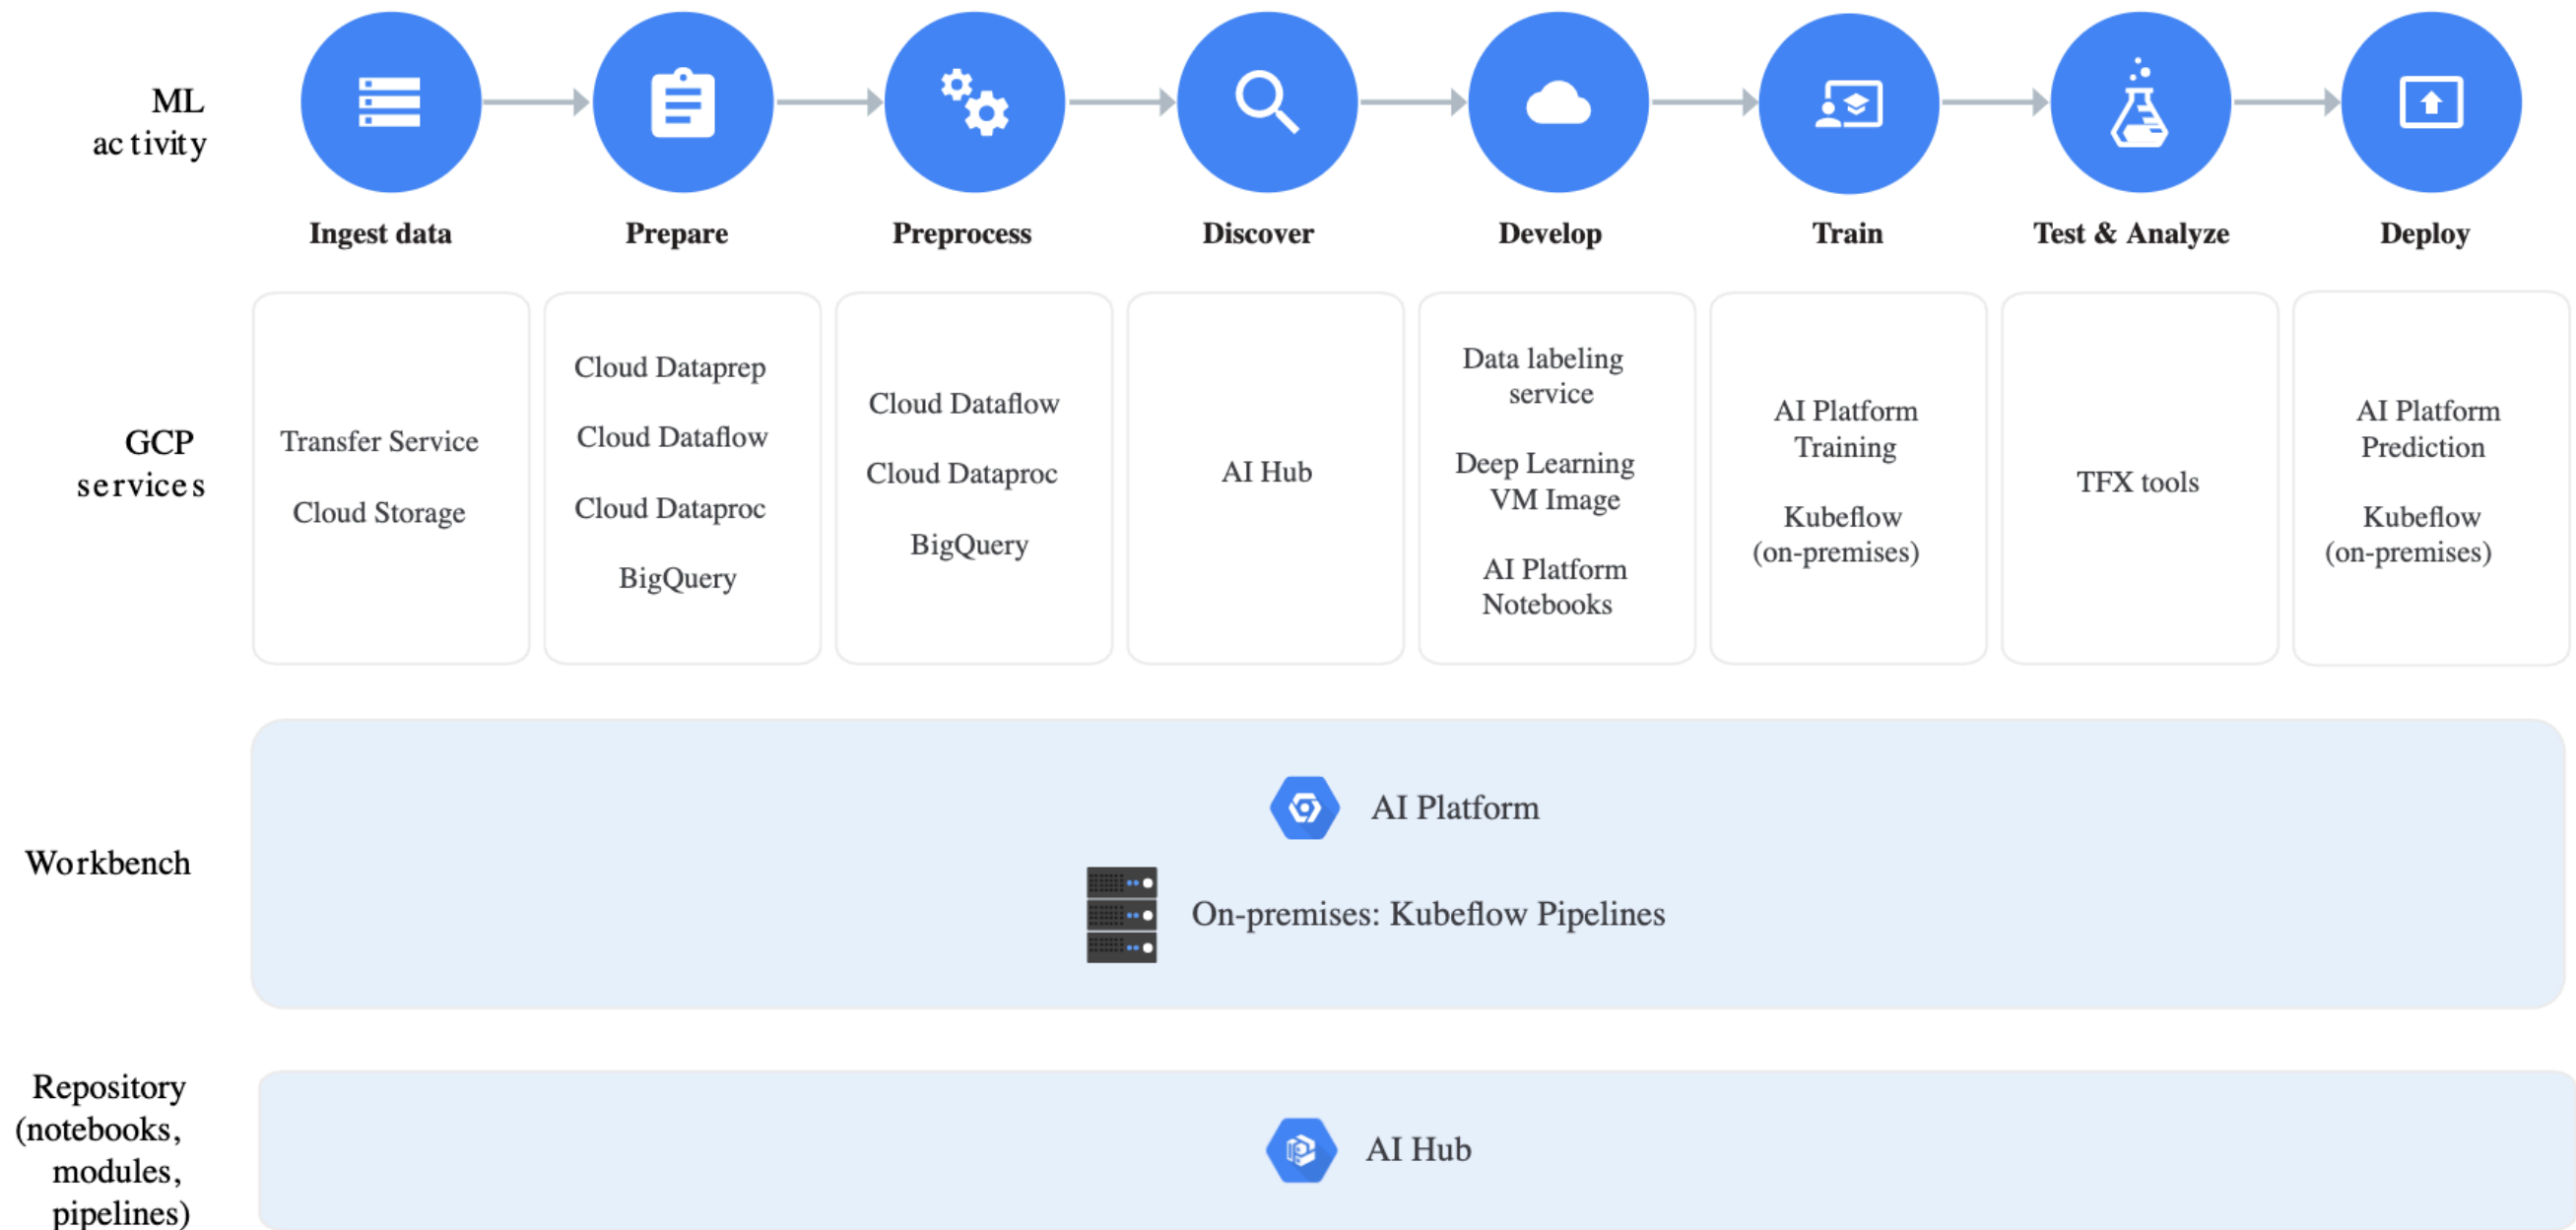 ML
activity
Ingest data
Prepare
Preprocess
Discover
Develop
Train
Test & Analyze
Deploy
GCP
services
Transfer Service
Cloud Storage
Cloud Dataprep
Cloud Dataflow
Cloud Dataproc
BigQuery
Cloud Dataflow
Cloud Dataproc
BigQuery
AI Hub
Data labeling
service
Deep Learning
VM Image
AI Platform
Notebooks
AI Platform
Training
Kubeflow
(on-premises)
TFX tools
AI Platform
Prediction
Kubeflow
(on-premises)
Workbench
AI Platform
On-premises: Kubeflow Pipelines
Repository
(notebooks,
modules,
pipelines)
AI Hub